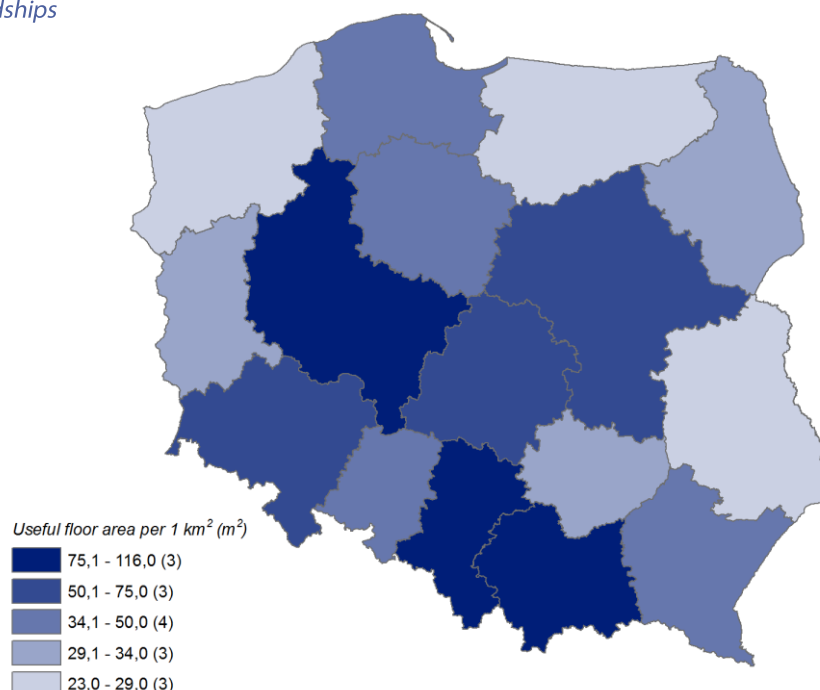 Useful floor area per 1 km² (m²)
75,1 - 116,0 (3)
50,1 - 75,0 (3)
34,1 - 50,0 (4)
29,1 - 34,0 (3)
23,0 - 29,0 (3)